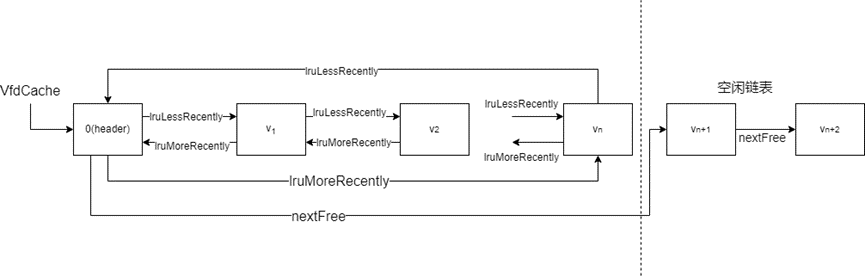 lruLessRecently
VfdCache
空闲链表
0(header)
lruLessRecently
lruMoreRecently
V1
lruLessRecently
lruMoreRecently
V2
lruLessRecently
lruMoreRecently
Vn
Vn+1
nextFree
Vn+2
lruMoreRecently
nextFree